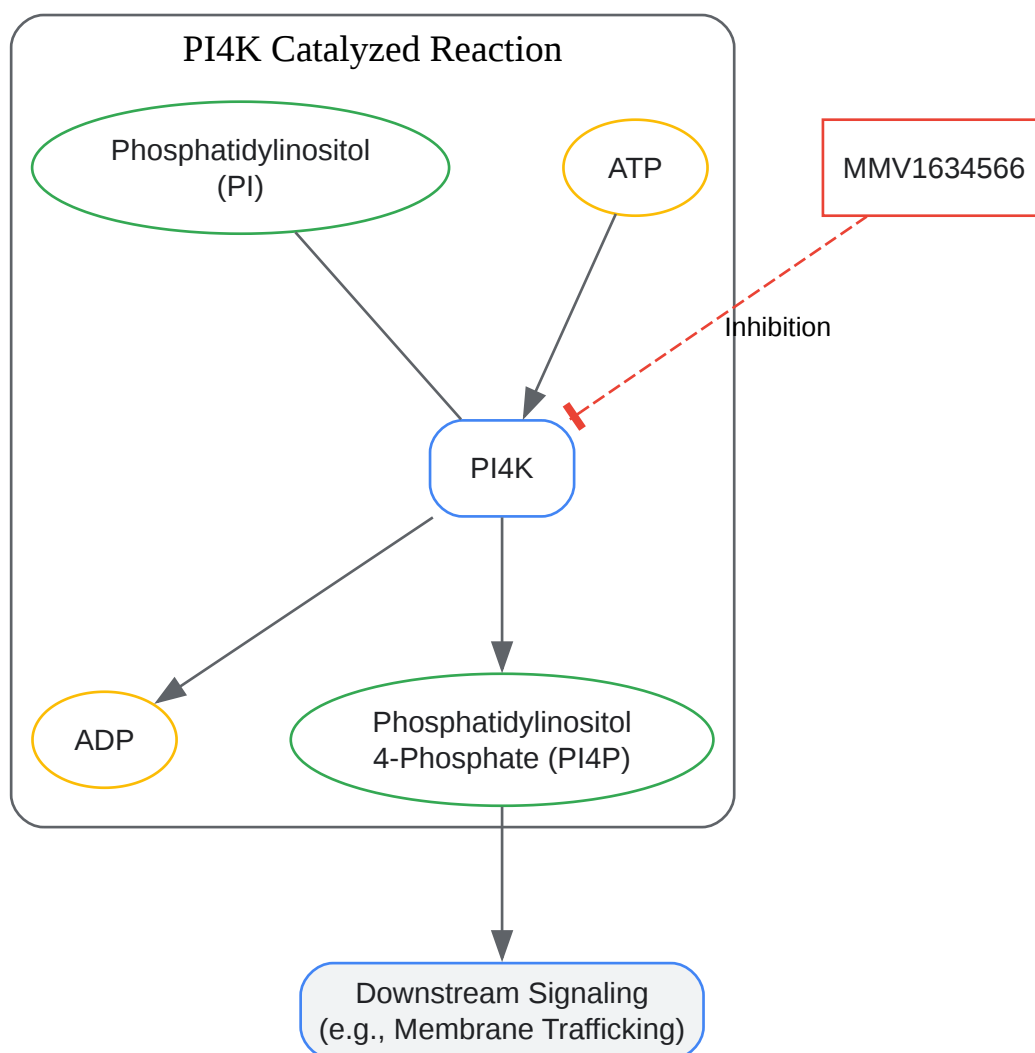 PI4K Catalyzed Reaction
Phosphatidylinositol
(PI)
ATP
MMV1634566
Inhibition
PI4K
ADP
Phosphatidylinositol
4-Phosphate (PI4P)
Downstream Signaling
(e.g., Membrane Trafficking)